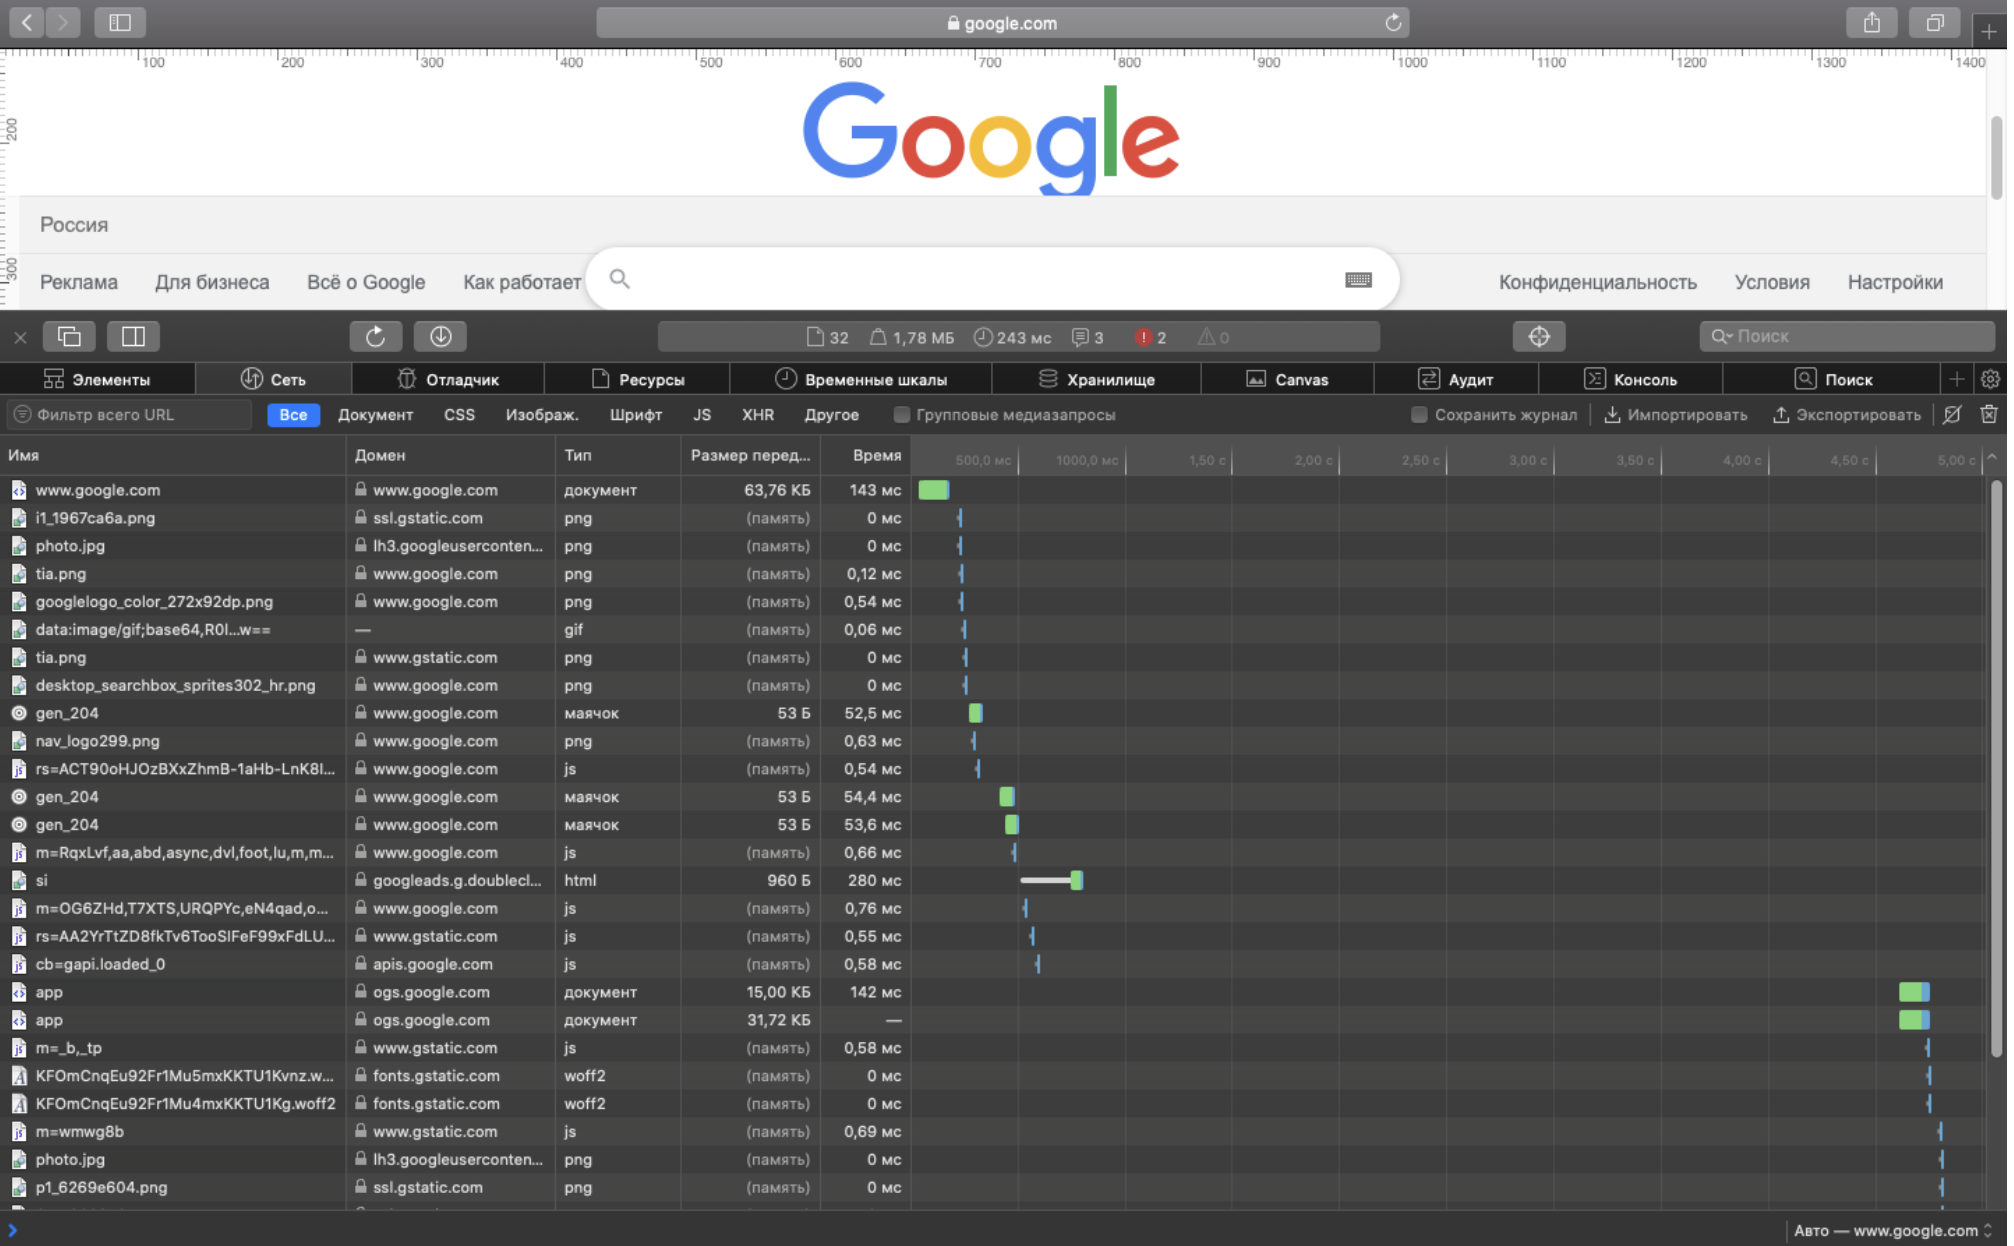 google.com
100 200 300 400 500 600 700 800 900 1000 1100 1200 1300 1400
200
300
Google
Россия
Реклама Для бизнеса Всё о Google Как работает
Конфиденциальность Условия Настройки
32 1,78 МБ 243 мс 3 2 0
Поиск
Элементы Сеть Отладчик Ресурсы Временные шкалы Хранилище Canvas Аудит Консоль Поиск
Фильтр всего URL Все Документ CSS Изображ. Шрифт JS XHR Другое Групповые медиазапросы Сохранить журнал Импортировать Экспортировать
Имя Домен Тип Размер перед... Время 500,0 мс 1000,0 мс 1,50 с 2,00 с 2,50 с 3,00 с 3,50 с 4,00 с 4,50 с 5,00 с
www.google.com www.google.com документ 63,76 КБ 143 мс
i1_1967ca6a.png ssl.gstatic.com png (память) 0 мс
photo.jpg lh3.googleuserconten... png (память) 0 мс
tia.png www.google.com png (память) 0,12 мс
googlelogo_color_272x92dp.png www.google.com png (память) 0,54 мс
data:image/gif;base64,R0l...w== — gif (память) 0,06 мс
tia.png www.gstatic.com png (память) 0 мс
desktop_searchbox_sprites302_hr.png www.google.com png (память) 0 мс
gen_204 www.google.com маячок 53 Б 52,5 мс
nav_logo299.png www.google.com png (память) 0,63 мс
rs=ACT90oHJOzBXxZhmB-1aHb-LnK8l... www.google.com js (память) 0,54 мс
gen_204 www.google.com маячок 53 Б 54,4 мс
gen_204 www.google.com маячок 53 Б 53,6 мс
m=RqxLvf,aa,abd,async,dvl,foot,lu,m,m... www.google.com js (память) 0,66 мс
si googleads.g.doublecl... html 960 Б 280 мс
m=OG6ZHd,T7XTS,URQPYc,eN4qad,o... www.google.com js (память) 0,76 мс
rs=AA2YrTtZD8fkTv6TooSlFeF99xFdLU... www.gstatic.com js (память) 0,55 мс
cb=gapi.loaded_0 apis.google.com js (память) 0,58 мс
app ogs.google.com документ 15,00 КБ 142 мс
app ogs.google.com документ 31,72 КБ —
m=_b,_tp www.gstatic.com js (память) 0,58 мс
KFOmCnqEu92Fr1Mu5mxKKTU1Kvnz.w... fonts.gstatic.com woff2 (память) 0 мс
KFOmCnqEu92Fr1Mu4mxKKTU1Kg.woff2 fonts.gstatic.com woff2 (память) 0 мс
m=wmwg8b www.gstatic.com js (память) 0,69 мс
photo.jpg lh3.googleuserconten... png (память) 0 мс
p1_6269e604.png ssl.gstatic.com png (память) 0 мс
Авто — www.google.com